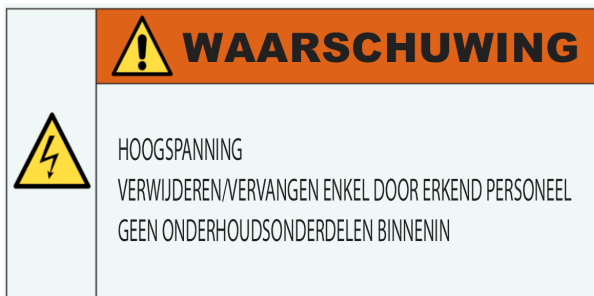 WAARSCHUWING
HOOGSPANNING
VERWIJDEREN/VERVANGEN ENKEL DOOR ERKEND PERSONEEL
GEEN ONDERHOUDSONDERDELEN BINNENIN